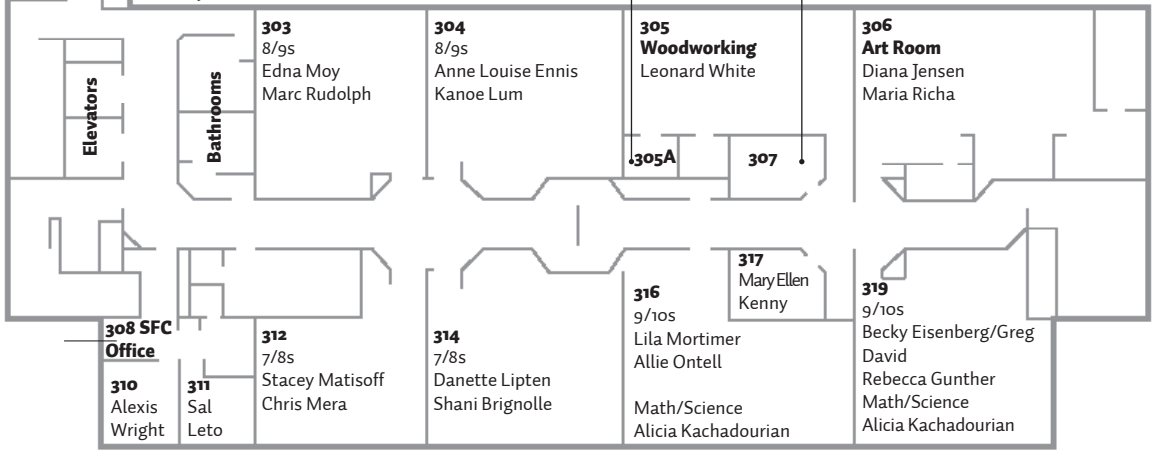 303
8/9s
Edna Moy
Marc Rudolph
304
8/9s
Anne Louise Ennis
Kanoe Lum
305
Woodworking
Leonard White
306
Art Room
Diana Jensen
Maria Richa
Elevators
Bathrooms
305A
307
308 SFC
Office
310
Alexis
Wright
311
Sal
Leto
312
7/8s
Stacey Matisoff
Chris Mera
314
7/8s
Danette Lipten
Shani Brignolle
316
9/10s
Lila Mortimer
Allie Ontell
Math/Science
Alicia Kachadourian
317
Mary Ellen
Kenny
319
9/10s
Becky Eisenberg/Greg
David
Rebecca Gunther
Math/Science
Alicia Kachadourian